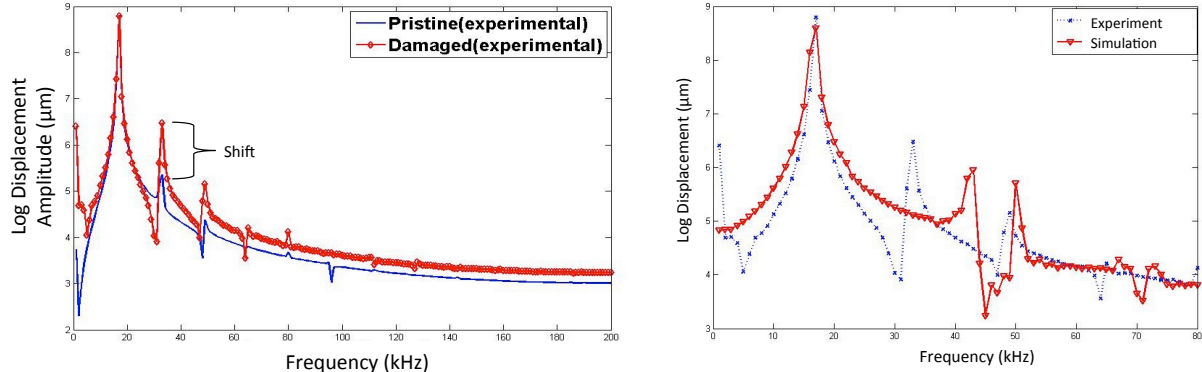 Pristine(experimental)
Damaged(experimental)
Shift
Log Displacement
Amplitude (μm)
9
8
7
6
5
4
3
2
0 20 40 60 80 100 120 140 160 180 200
Frequency (kHz)
Experiment
Simulation
Log Displacement (μm)
9
8
7
6
5
4
3
0 10 20 30 40 50 60 70 80
Frequency (kHz)